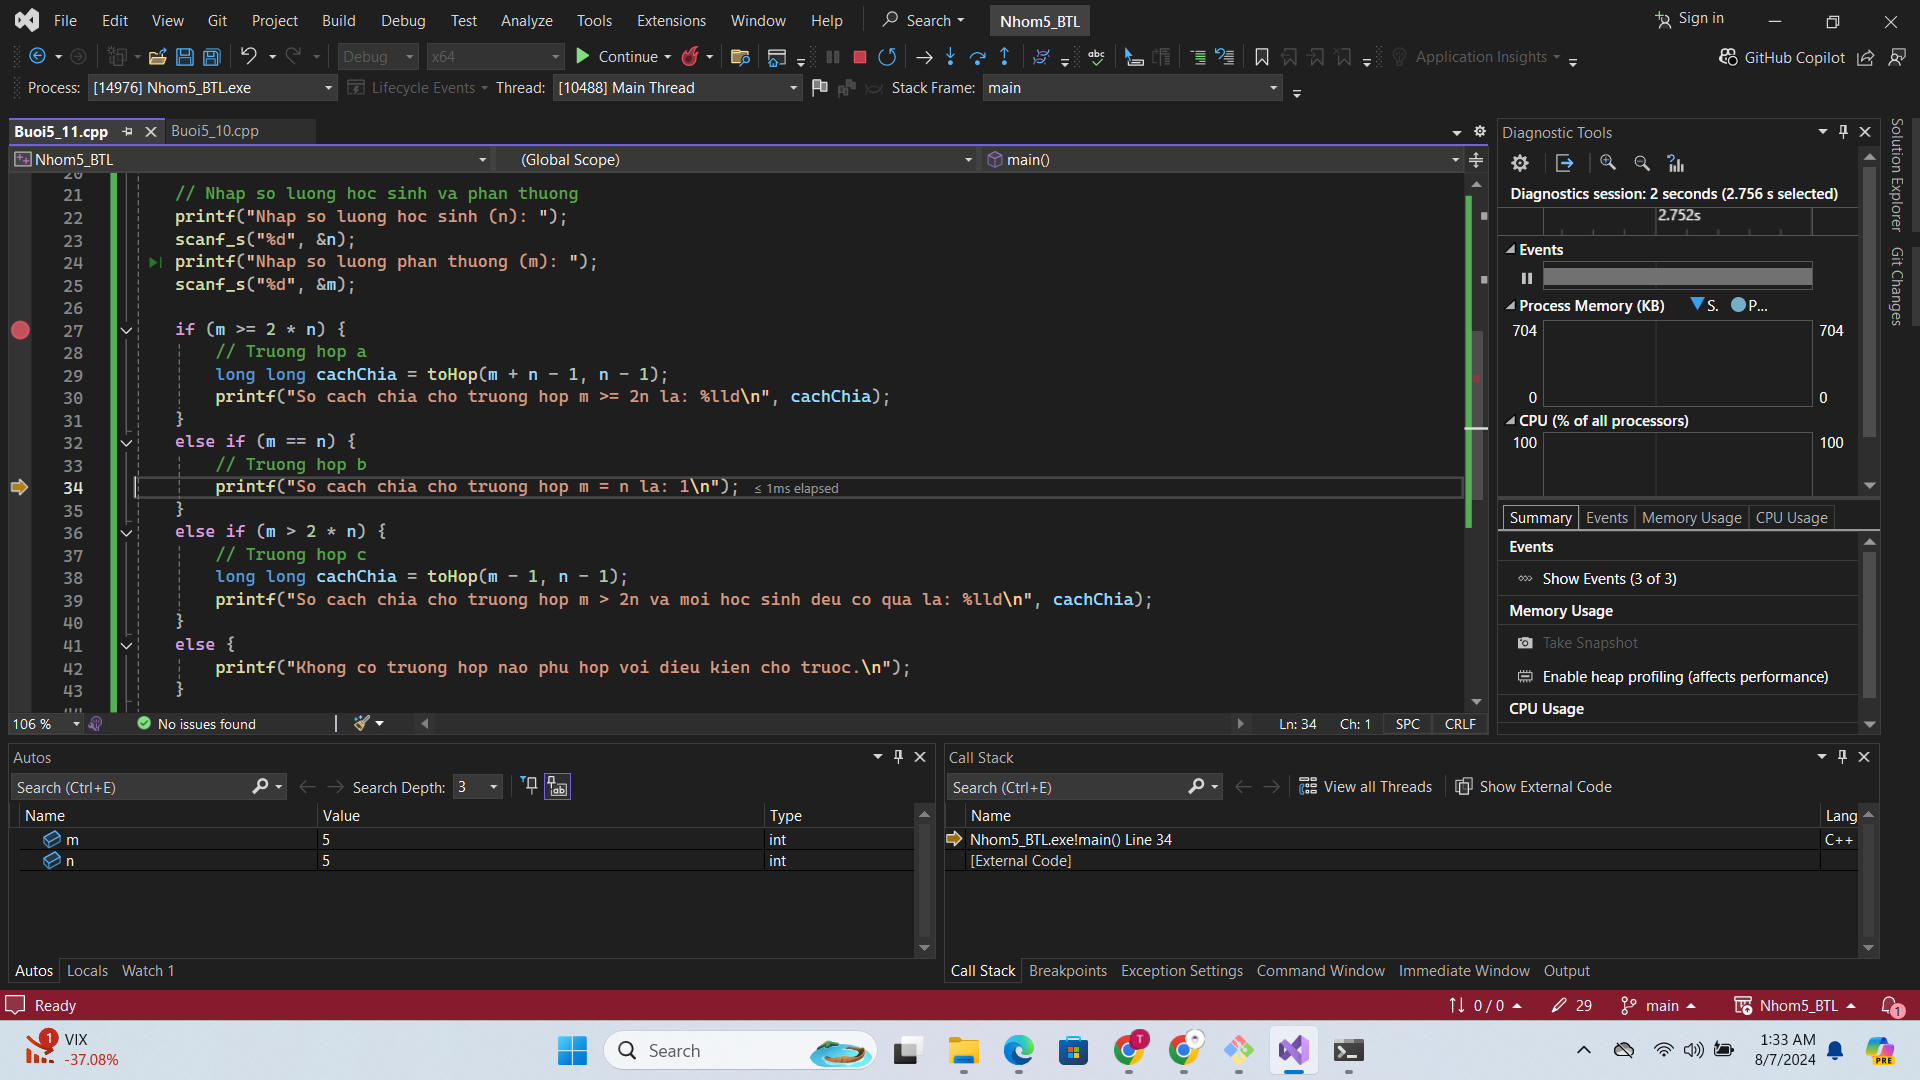 File Edit View Git Project Build Debug Test Analyze Tools Extensions Window Help Search Nhom5_BTL Sign in
Debug x64 Continue Application Insights GitHub Copilot
Process: [14976] Nhom5_BTL.exe Lifecycle Events Thread: [10488] Main Thread Stack Frame: main
Buoi5_11.cpp Buoi5_10.cpp
Nhom5_BTL (Global Scope) main()
20
21 // Nhap so luong hoc sinh va phan thuong
22 printf("Nhap so luong hoc sinh (n): ");
23 scanf_s("%d", &n);
24 printf("Nhap so luong phan thuong (m): ");
25 scanf_s("%d", &m);
26
27 if (m >= 2 * n) {
28 // Truong hop a
29 long long cachChia = toHop(m + n - 1, n - 1);
30 printf("So cach chia cho truong hop m >= 2n la: %lld\n", cachChia);
31 }
32 else if (m == n) {
33 // Truong hop b
34 printf("So cach chia cho truong hop m = n la: 1\n"); ≤ 1ms elapsed
35 }
36 else if (m > 2 * n) {
37 // Truong hop c
38 long long cachChia = toHop(m - 1, n - 1);
39 printf("So cach chia cho truong hop m > 2n va moi hoc sinh deu co qua la: %lld\n", cachChia);
40 }
41 else {
42 printf("Khong co truong hop nao phu hop voi dieu kien cho truoc.\n");
43 }
106 % No issues found Ln: 34 Ch: 1 SPC CRLF
Diagnostic Tools
Diagnostics session: 2 seconds (2.756 s selected)
2.752s
Events
Process Memory (KB) S. P...
704 704
0 0
CPU (% of all processors)
100 100
Summary Events Memory Usage CPU Usage
Events
Show Events (3 of 3)
Memory Usage
Take Snapshot
Enable heap profiling (affects performance)
CPU Usage
Solution Explorer
Git Changes
Autos
Search (Ctrl+E) Search Depth: 3
Name Value Type
m 5 int
n 5 int
Autos Locals Watch 1
Call Stack
Search (Ctrl+E) View all Threads Show External Code
Name Lang
Nhom5_BTL.exe!main() Line 34 C++
[External Code]
Call Stack Breakpoints Exception Settings Command Window Immediate Window Output
Ready 0 / 0 29 main Nhom5_BTL 1
1 VIX
-37.08%
Search
T
1:33 AM
8/7/2024
PRE